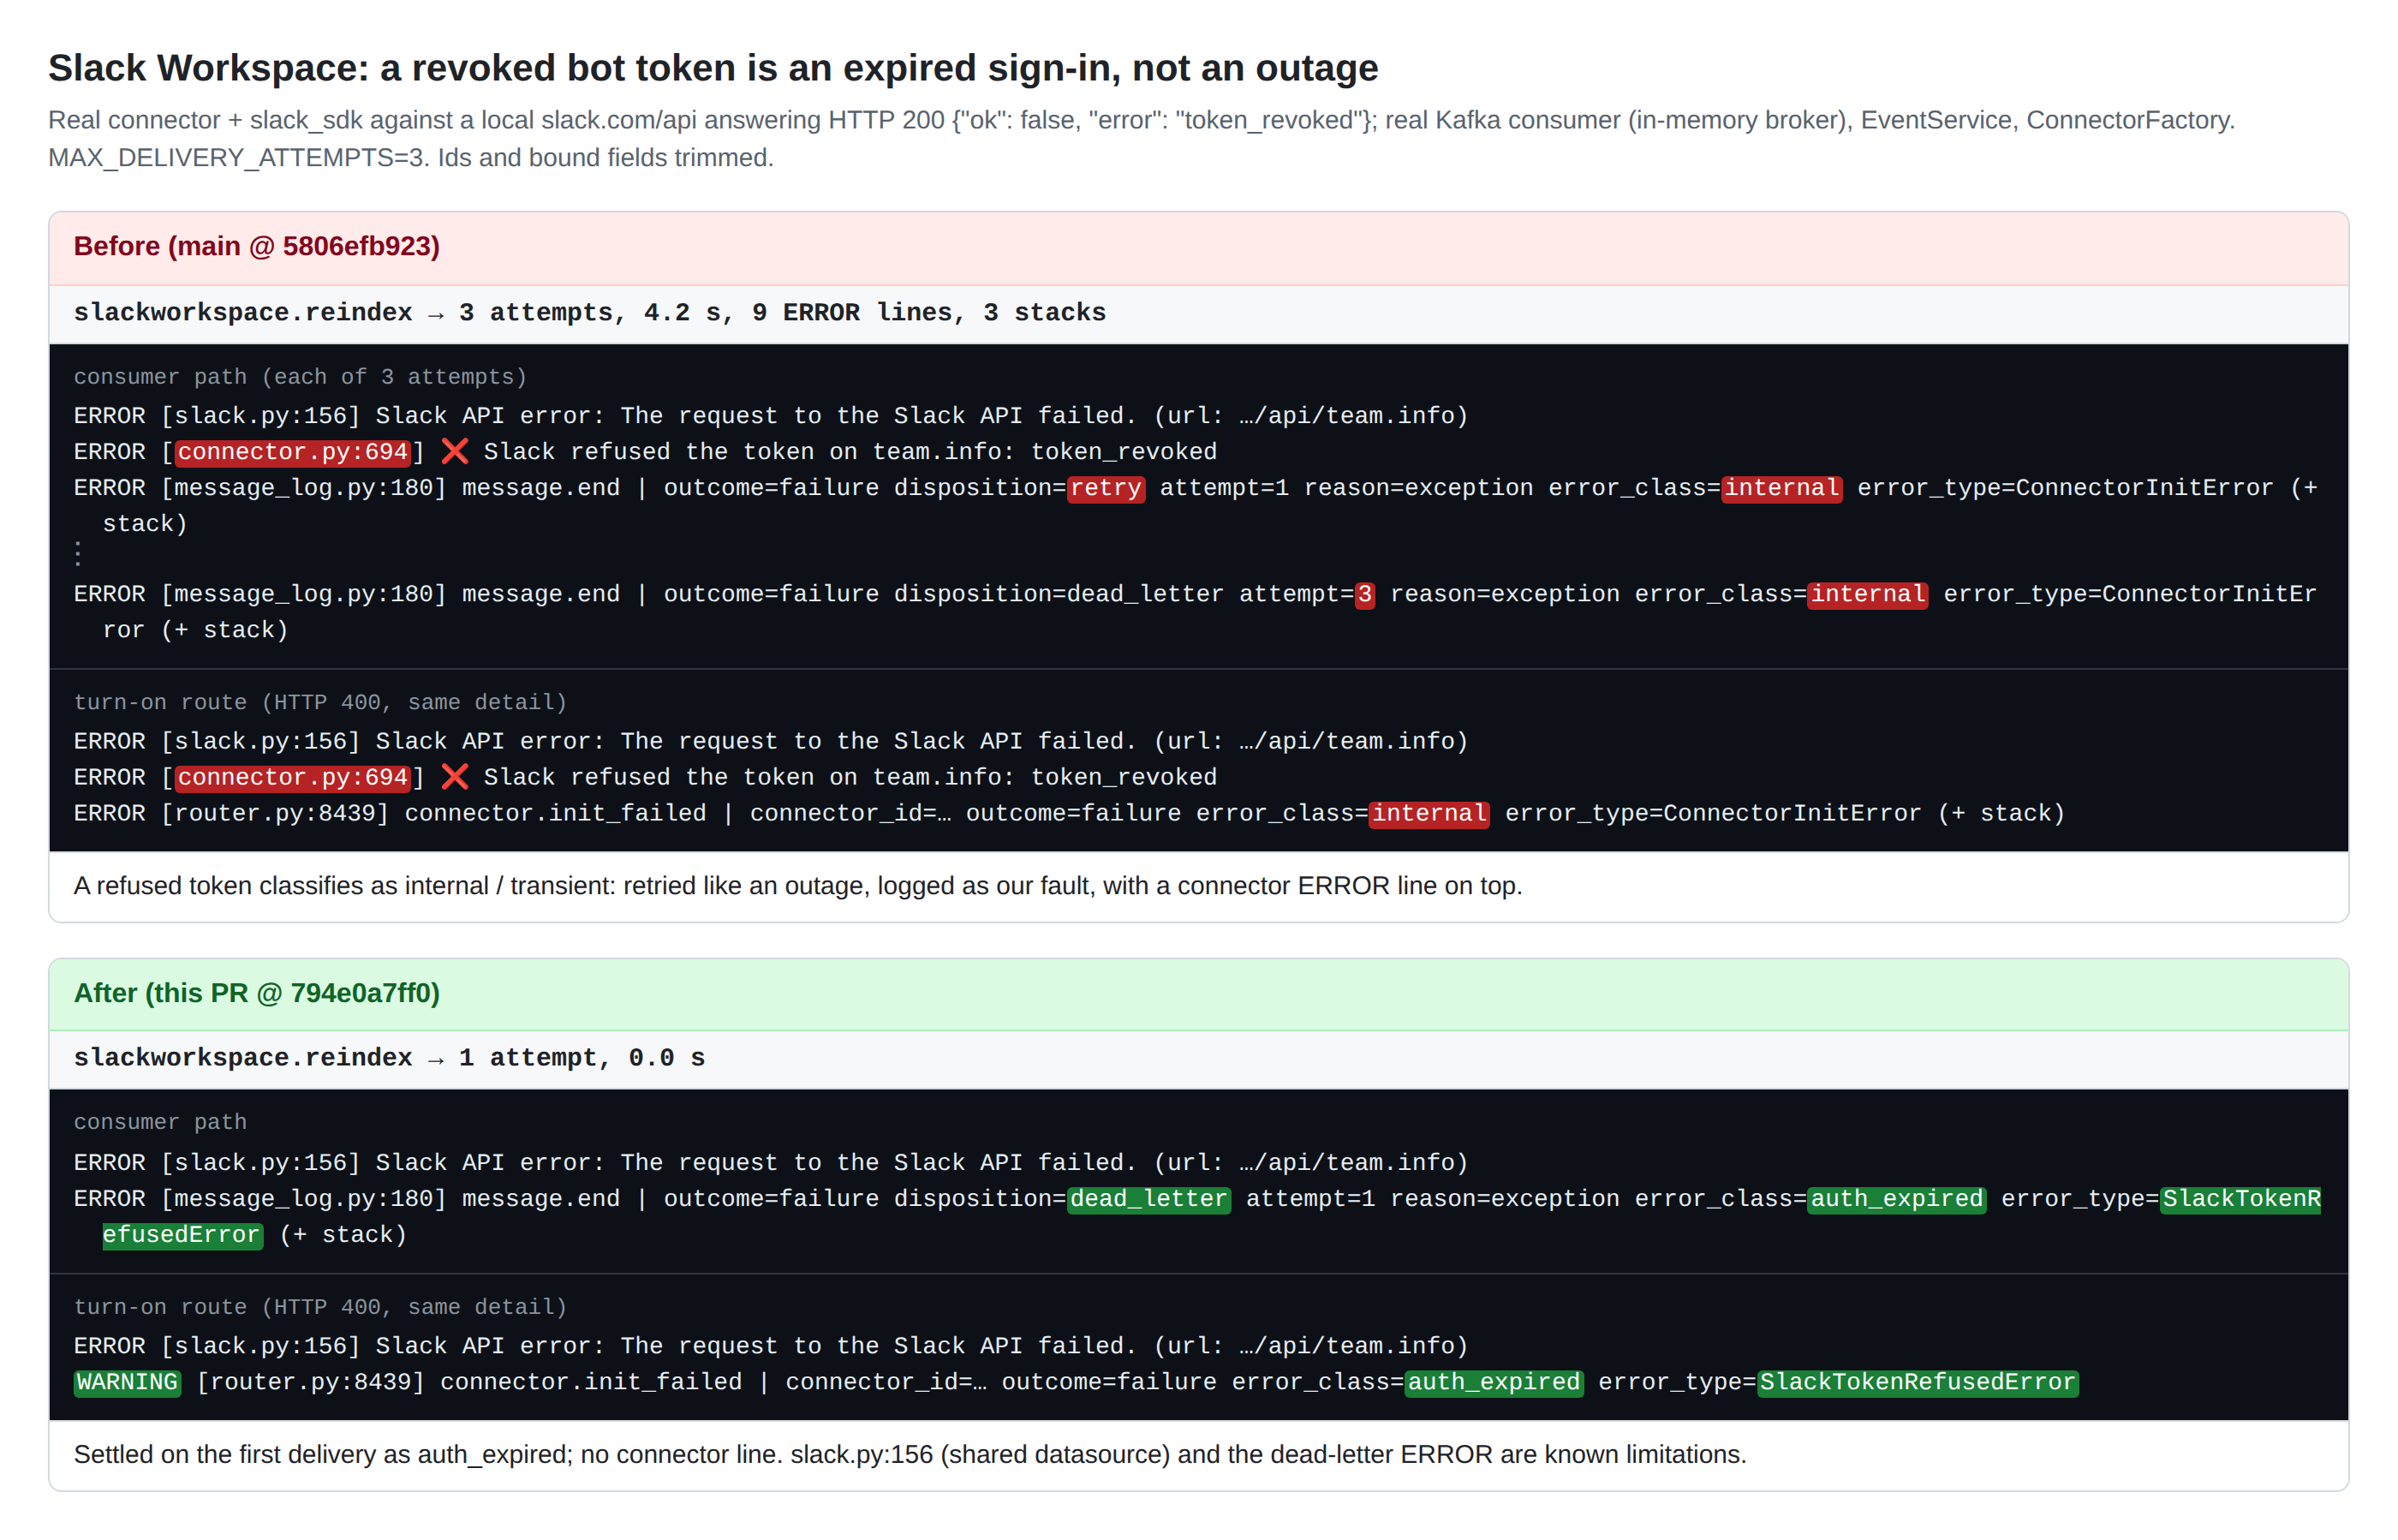 Slack Workspace: a revoked bot token is an expired sign-in, not an outage
Real connector + slack_sdk against a local slack.com/api answering HTTP 200 {"ok": false, "error": "token_revoked"}; real Kafka consumer (in-memory broker), EventService, ConnectorFactory.
MAX_DELIVERY_ATTEMPTS=3. Ids and bound fields trimmed.
Before (main @ 5806efb923)
slackworkspace.reindex → 3 attempts, 4.2 s, 9 ERROR lines, 3 stacks
consumer path (each of 3 attempts)
ERROR [slack.py:156] Slack API error: The request to the Slack API failed. (url: …/api/team.info)
ERROR [connector.py:694] ❌ Slack refused the token on team.info: token_revoked
ERROR [message_log.py:180] message.end | outcome=failure disposition=retry attempt=1 reason=exception error_class=internal error_type=ConnectorInitError (+
stack)
⋮
ERROR [message_log.py:180] message.end | outcome=failure disposition=dead_letter attempt=3 reason=exception error_class=internal error_type=ConnectorInitEr
ror (+ stack)
turn-on route (HTTP 400, same detail)
ERROR [slack.py:156] Slack API error: The request to the Slack API failed. (url: …/api/team.info)
ERROR [connector.py:694] ❌ Slack refused the token on team.info: token_revoked
ERROR [router.py:8439] connector.init_failed | connector_id=… outcome=failure error_class=internal error_type=ConnectorInitError (+ stack)
A refused token classifies as internal / transient: retried like an outage, logged as our fault, with a connector ERROR line on top.
After (this PR @ 794e0a7ff0)
slackworkspace.reindex → 1 attempt, 0.0 s
consumer path
ERROR [slack.py:156] Slack API error: The request to the Slack API failed. (url: …/api/team.info)
ERROR [message_log.py:180] message.end | outcome=failure disposition=dead_letter attempt=1 reason=exception error_class=auth_expired error_type=SlackTokenR
efusedError (+ stack)
turn-on route (HTTP 400, same detail)
ERROR [slack.py:156] Slack API error: The request to the Slack API failed. (url: …/api/team.info)
WARNING [router.py:8439] connector.init_failed | connector_id=… outcome=failure error_class=auth_expired error_type=SlackTokenRefusedError
Settled on the first delivery as auth_expired; no connector line. slack.py:156 (shared datasource) and the dead-letter ERROR are known limitations.